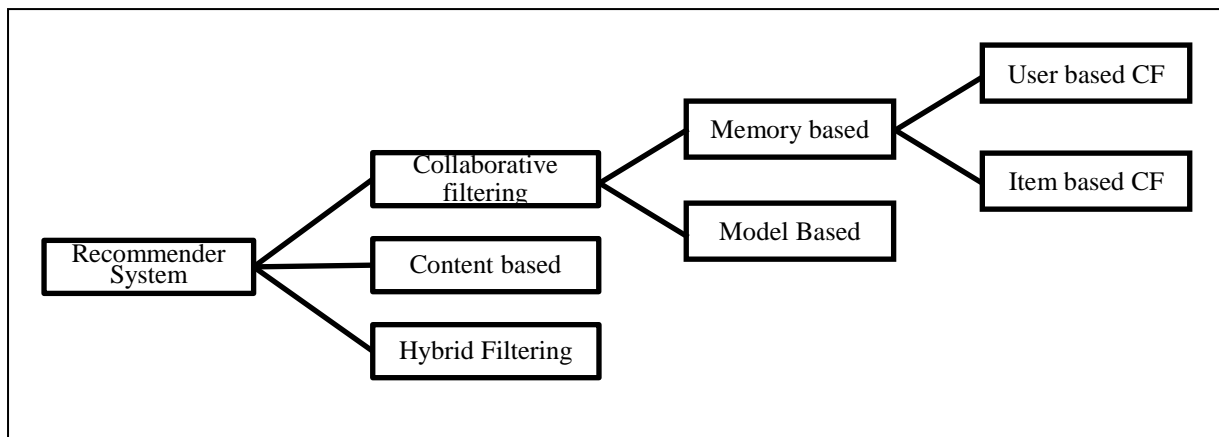 Recommender
System
Collaborative
filtering
Content based
Hybrid Filtering
Memory based
Model Based
User based CF
Item based CF